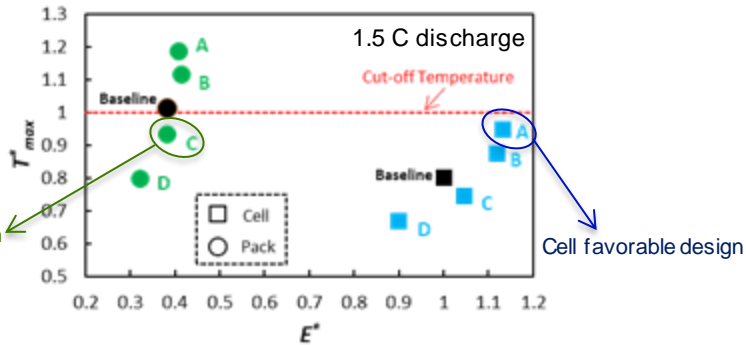 1.3
1.2
1.1
1
0.9
0.8
0.7
0.6
0.5
T*max
1.5 C discharge
Cut-off Temperature
A
B
Baseline
C
D
A
B
Baseline
C
D
Cell
Pack
0.2 0.3 0.4 0.5 0.6 0.7 0.8 0.9 1 1.1 1.2
E*
Cell favorable design